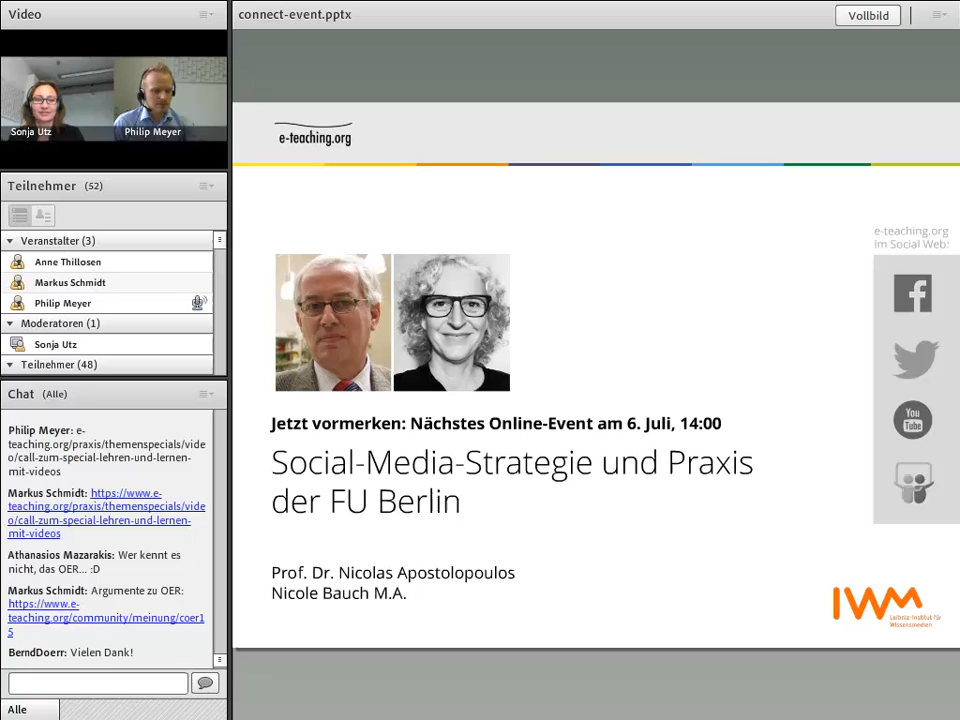 Video
Sonja Utz
Philip Meyer
Teilnehmer (52)
Veranstalter (3)
Anne Thillosen
Markus Schmidt
Philip Meyer
Moderatoren (1)
Sonja Utz
Teilnehmer (48)
Chat (Alle)
Philip Meyer: e-
teaching.org/praxis/themenspecials/vide
o/call-zum-special-lehren-und-lernen-
mit-videos
Markus Schmidt: https://www.e-
teaching.org/praxis/themenspecials/vide
o/call-zum-special-lehren-und-lernen-
mit-videos
Athanasios Mazarakis: Wer kennt es
nicht, das OER... :D
Markus Schmidt: Argumente zu OER:
https://www.e-
teaching.org/community/meinung/coer1
5
BerndDoerr: Vielen Dank!
Alle
connect-event.pptx
Vollbild
e-teaching.org
e-teaching.org
im Social Web:
You
Tube
Jetzt vormerken: Nächstes Online-Event am 6. Juli, 14:00
Social-Media-Strategie und Praxis
der FU Berlin
Prof. Dr. Nicolas Apostolopoulos
Nicole Bauch M.A.
IWM
Leibniz-Institut für
Wissensmedien